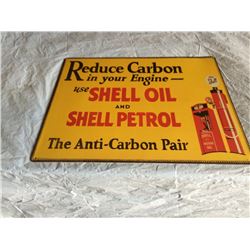 Reduce Carbon
in your Engine—
use SHELL OIL
AND
SHELL PETROL
The Anti-Carbon Pair